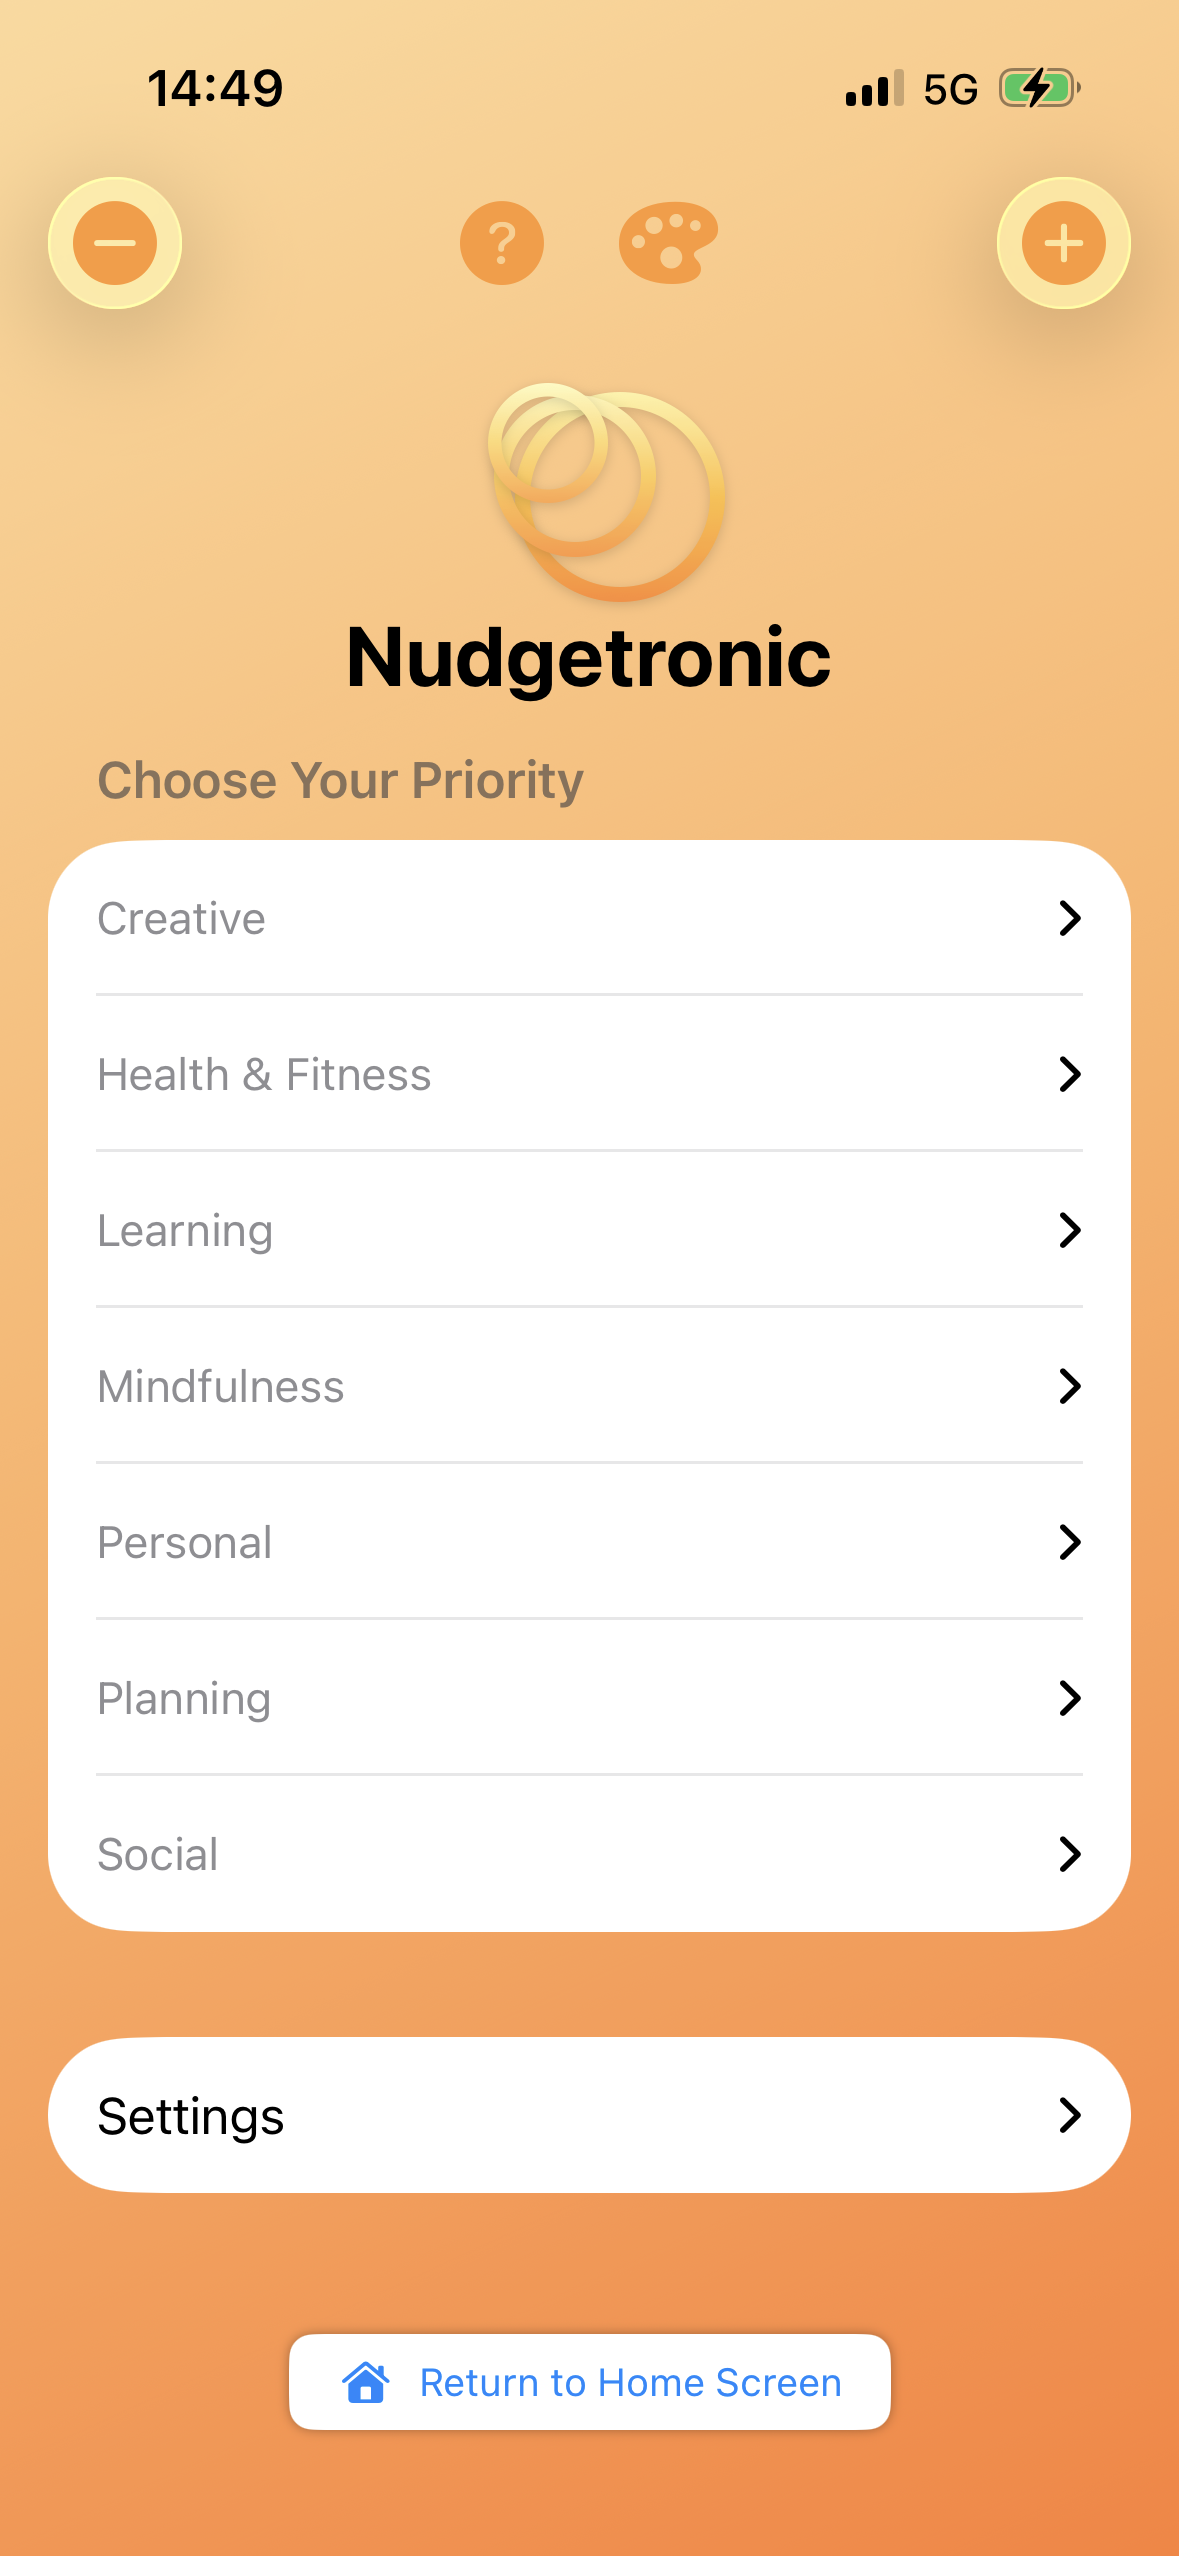 14:49
5G
?
Nudgetronic
Choose Your Priority
Creative
Health & Fitness
Learning
Mindfulness
Personal
Planning
Social
Settings
Return to Home Screen